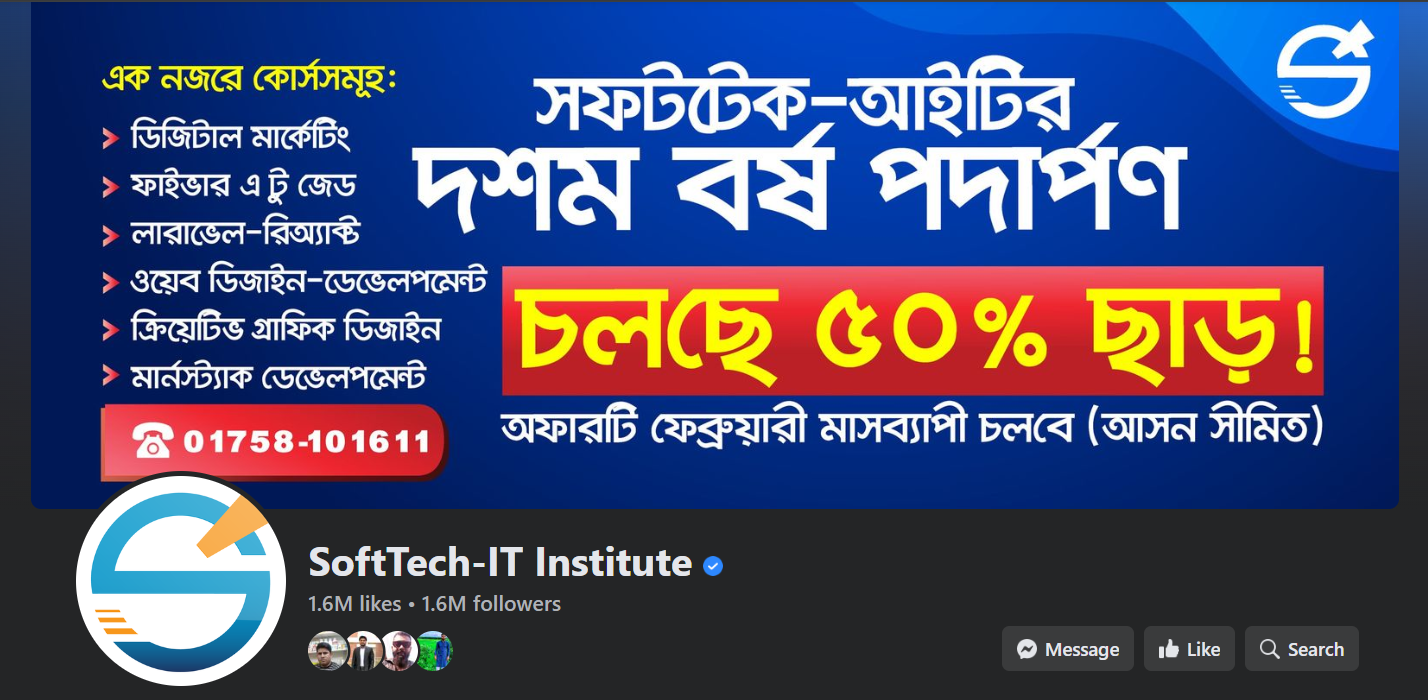 এক নজরে কোর্সসমূহ:
ডিজিটাল মার্কেটিং
ফাইভার এ টু জেড
লারাভেল-রিঅ্যাক্ট
ওয়েব ডিজাইন-ডেভেলপমেন্ট
ক্রিয়েটিভ গ্রাফিক ডিজাইন
মার্নস্ট্যাক ডেভেলপমেন্ট
01758-101611
সফটটেক-আইটির
দশম বর্ষ পদার্পণ
চলছে ৫০% ছাড়!
অফারটি ফেব্রুয়ারী মাসব্যাপী চলবে (আসন সীমিত)
SoftTech-IT Institute
1.6M likes • 1.6M followers
Message
Like
Search